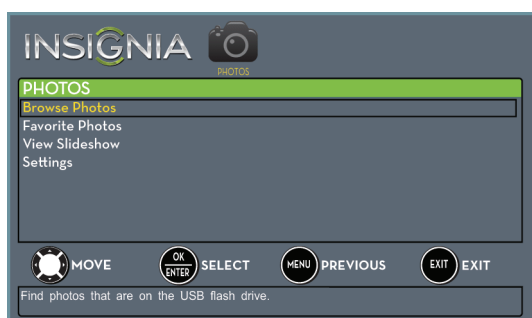 INSIGNIA
PHOTOS
PHOTOS
Browse Photos
Favorite Photos
View Slideshow
Settings
MOVE OK ENTER SELECT MENU PREVIOUS EXIT EXIT
Find photos that are on the USB flash drive.